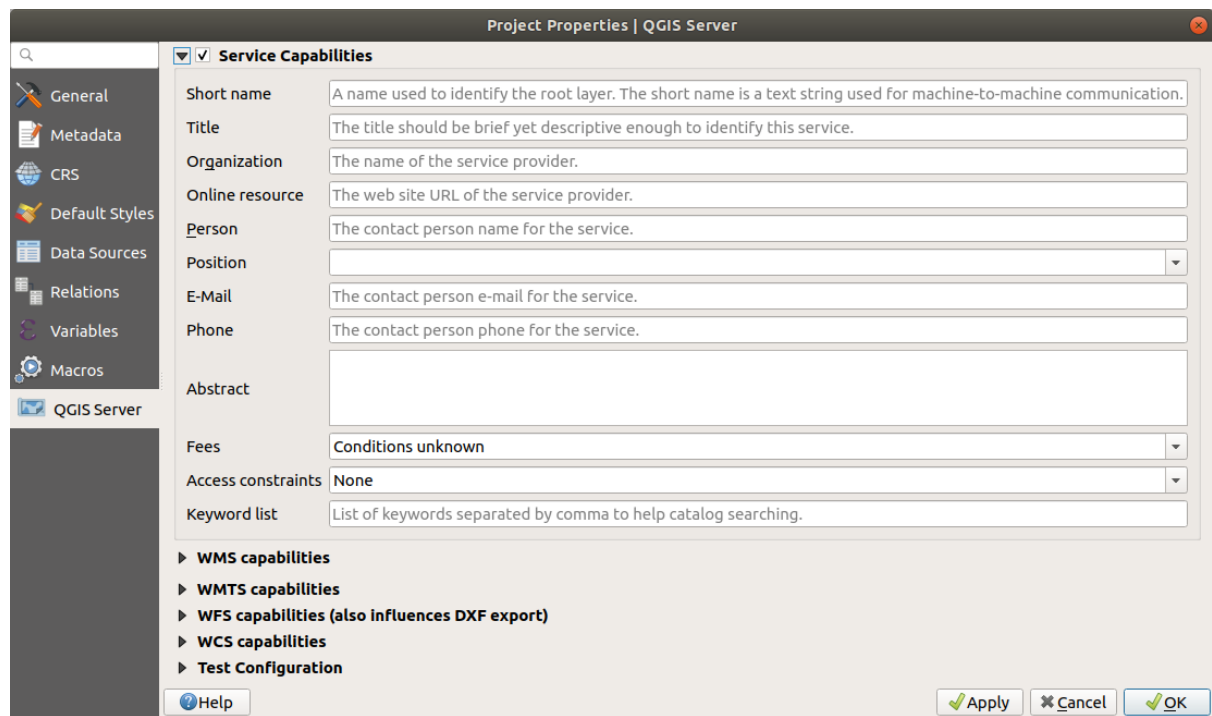 Project Properties | QGIS Server
General
Metadata
CRS
Default Styles
Data Sources
Relations
Variables
Macros
QGIS Server
Service Capabilities
Short name A name used to identify the root layer. The short name is a text string used for machine-to-machine communication.
Title The title should be brief yet descriptive enough to identify this service.
Organization The name of the service provider.
Online resource The web site URL of the service provider.
Person The contact person name for the service.
Position
E-Mail The contact person e-mail for the service.
Phone The contact person phone for the service.
Abstract
Fees Conditions unknown
Access constraints None
Keyword list List of keywords separated by comma to help catalog searching.
WMS capabilities
WMTS capabilities
WFS capabilities (also influences DXF export)
WCS capabilities
Test Configuration
Help Apply Cancel OK